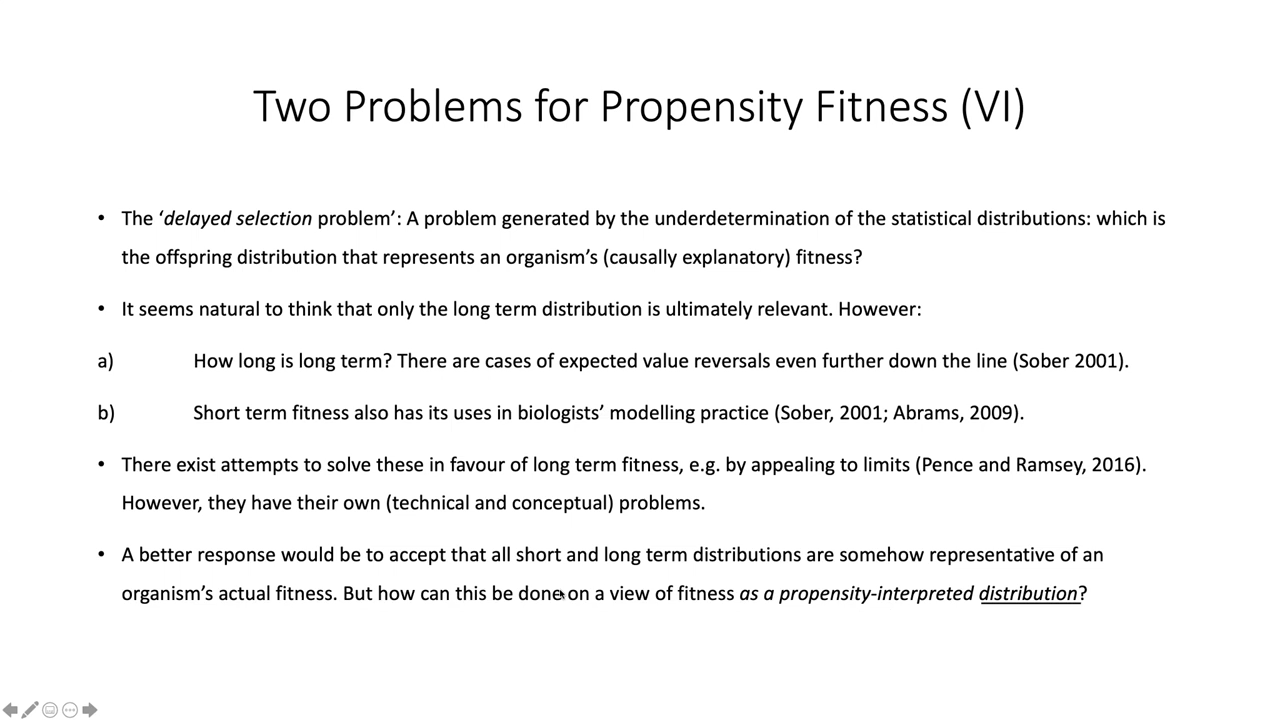 Two Problems for Propensity Fitness (VI)
• The ‘delayed selection problem’: A problem generated by the underdetermination of the statistical distributions: which is
the offspring distribution that represents an organism’s (causally explanatory) fitness?
• It seems natural to think that only the long term distribution is ultimately relevant. However:
a) How long is long term? There are cases of expected value reversals even further down the line (Sober 2001).
b) Short term fitness also has its uses in biologists’ modelling practice (Sober, 2001; Abrams, 2009).
• There exist attempts to solve these in favour of long term fitness, e.g. by appealing to limits (Pence and Ramsey, 2016).
However, they have their own (technical and conceptual) problems.
• A better response would be to accept that all short and long term distributions are somehow representative of an
organism’s actual fitness. But how can this be done on a view of fitness as a propensity-interpreted distribution?